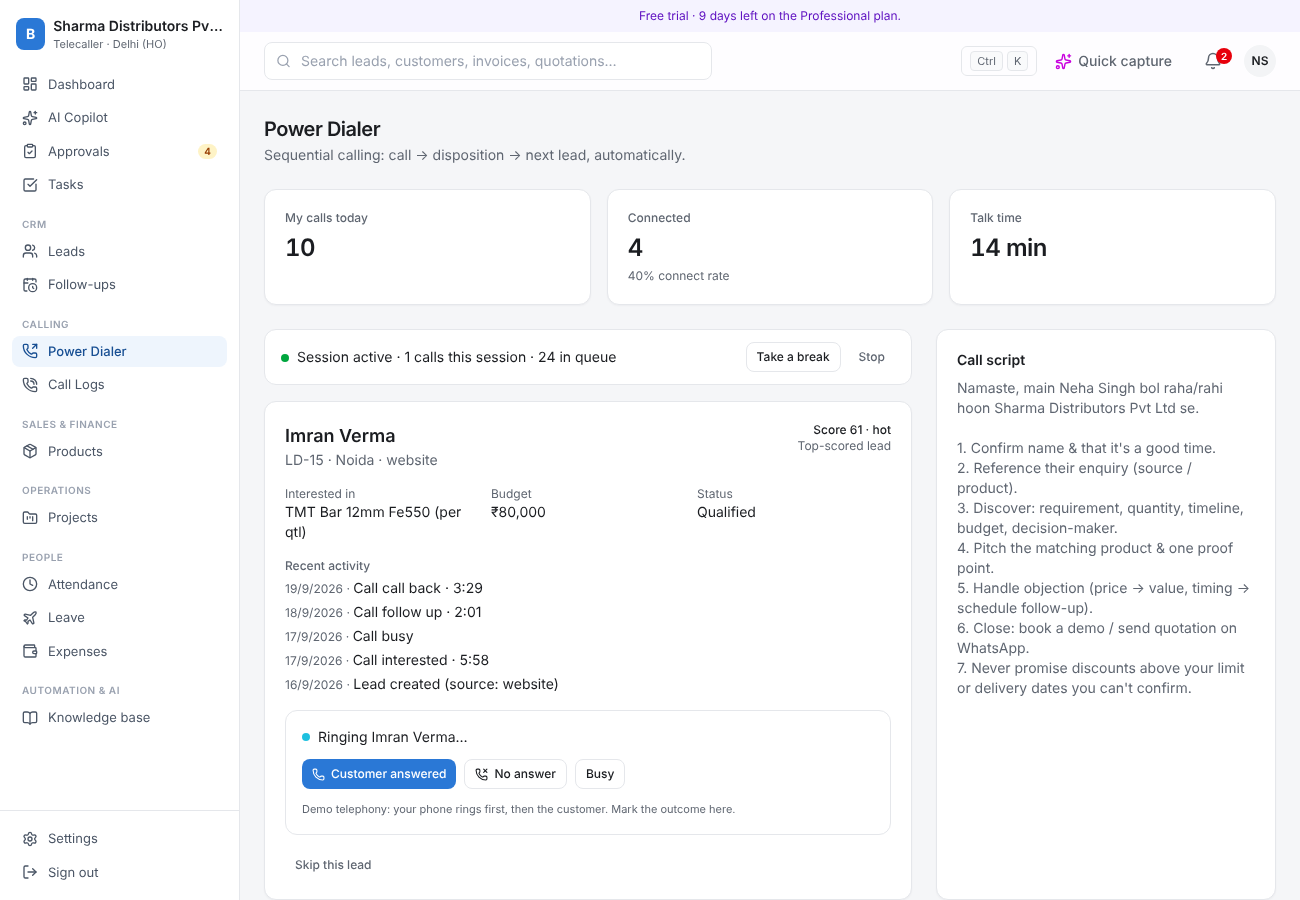 B
Sharma Distributors Pv...
Telecaller · Delhi (HO)
Dashboard
AI Copilot
Approvals
4
Tasks
CRM
Leads
Follow-ups
CALLING
Power Dialer
Call Logs
SALES & FINANCE
Products
OPERATIONS
Projects
PEOPLE
Attendance
Leave
Expenses
AUTOMATION & AI
Knowledge base
Settings
Sign out
Free trial · 9 days left on the Professional plan.
Search leads, customers, invoices, quotations...
Ctrl K
Quick capture
2
NS
Power Dialer
Sequential calling: call → disposition → next lead, automatically.
My calls today
10
Connected
4
40% connect rate
Talk time
14 min
Session active · 1 calls this session · 24 in queue
Take a break
Stop
Imran Verma
LD-15 · Noida · website
Score 61 · hot
Top-scored lead
Interested in
TMT Bar 12mm Fe550 (per
qtl)
Budget
₹80,000
Status
Qualified
Recent activity
19/9/2026 · Call call back · 3:29
18/9/2026 · Call follow up · 2:01
17/9/2026 · Call busy
17/9/2026 · Call interested · 5:58
16/9/2026 · Lead created (source: website)
Ringing Imran Verma...
Customer answered
No answer
Busy
Demo telephony: your phone rings first, then the customer. Mark the outcome here.
Skip this lead
Call script
Namaste, main Neha Singh bol raha/rahi
hoon Sharma Distributors Pvt Ltd se.
1. Confirm name & that it's a good time.
2. Reference their enquiry (source /
product).
3. Discover: requirement, quantity, timeline,
budget, decision-maker.
4. Pitch the matching product & one proof
point.
5. Handle objection (price → value, timing →
schedule follow-up).
6. Close: book a demo / send quotation on
WhatsApp.
7. Never promise discounts above your limit
or delivery dates you can't confirm.